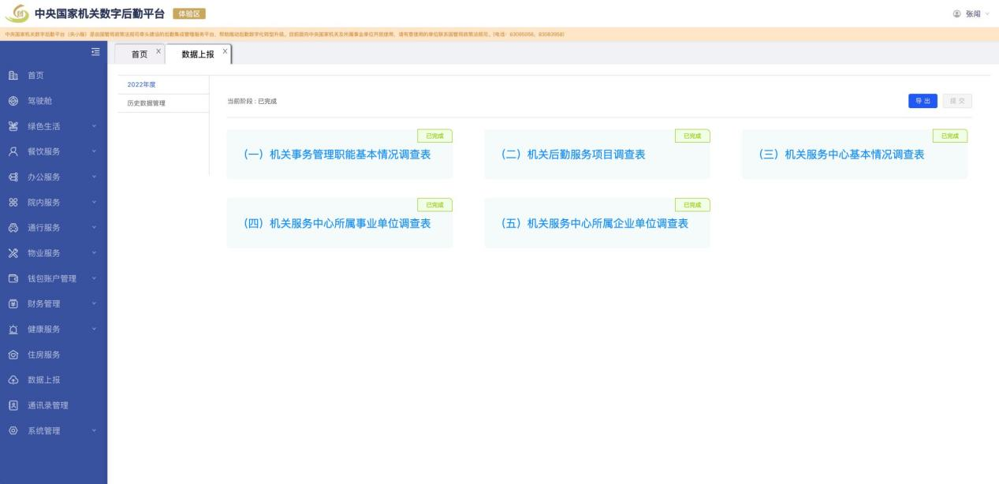 中央国家机关数字后勤平台 体验区 张闯
中央国家机关数字后勤平台（央小服）是由国管局政策法规司牵头建设的后勤集成管理服务平台，帮助推动后勤数字化转型升级。目前面向中央国家机关及所属事业单位开放使用，请有意使用的单位联系国管局政策法规司。(电话：63095056，83083958)
首页 X 数据上报 X
首页
驾驶舱
绿色生活
餐饮服务
办公服务
院内服务
通行服务
物业服务
钱包账户管理
财务管理
健康服务
住房服务
数据上报
通讯录管理
系统管理
2022年度
历史数据管理
当前阶段 : 已完成 导 出 提 交
已完成
（一）机关事务管理职能基本情况调查表
已完成
（二）机关后勤服务项目调查表
已完成
（三）机关服务中心基本情况调查表
已完成
（四）机关服务中心所属事业单位调查表
已完成
（五）机关服务中心所属企业单位调查表